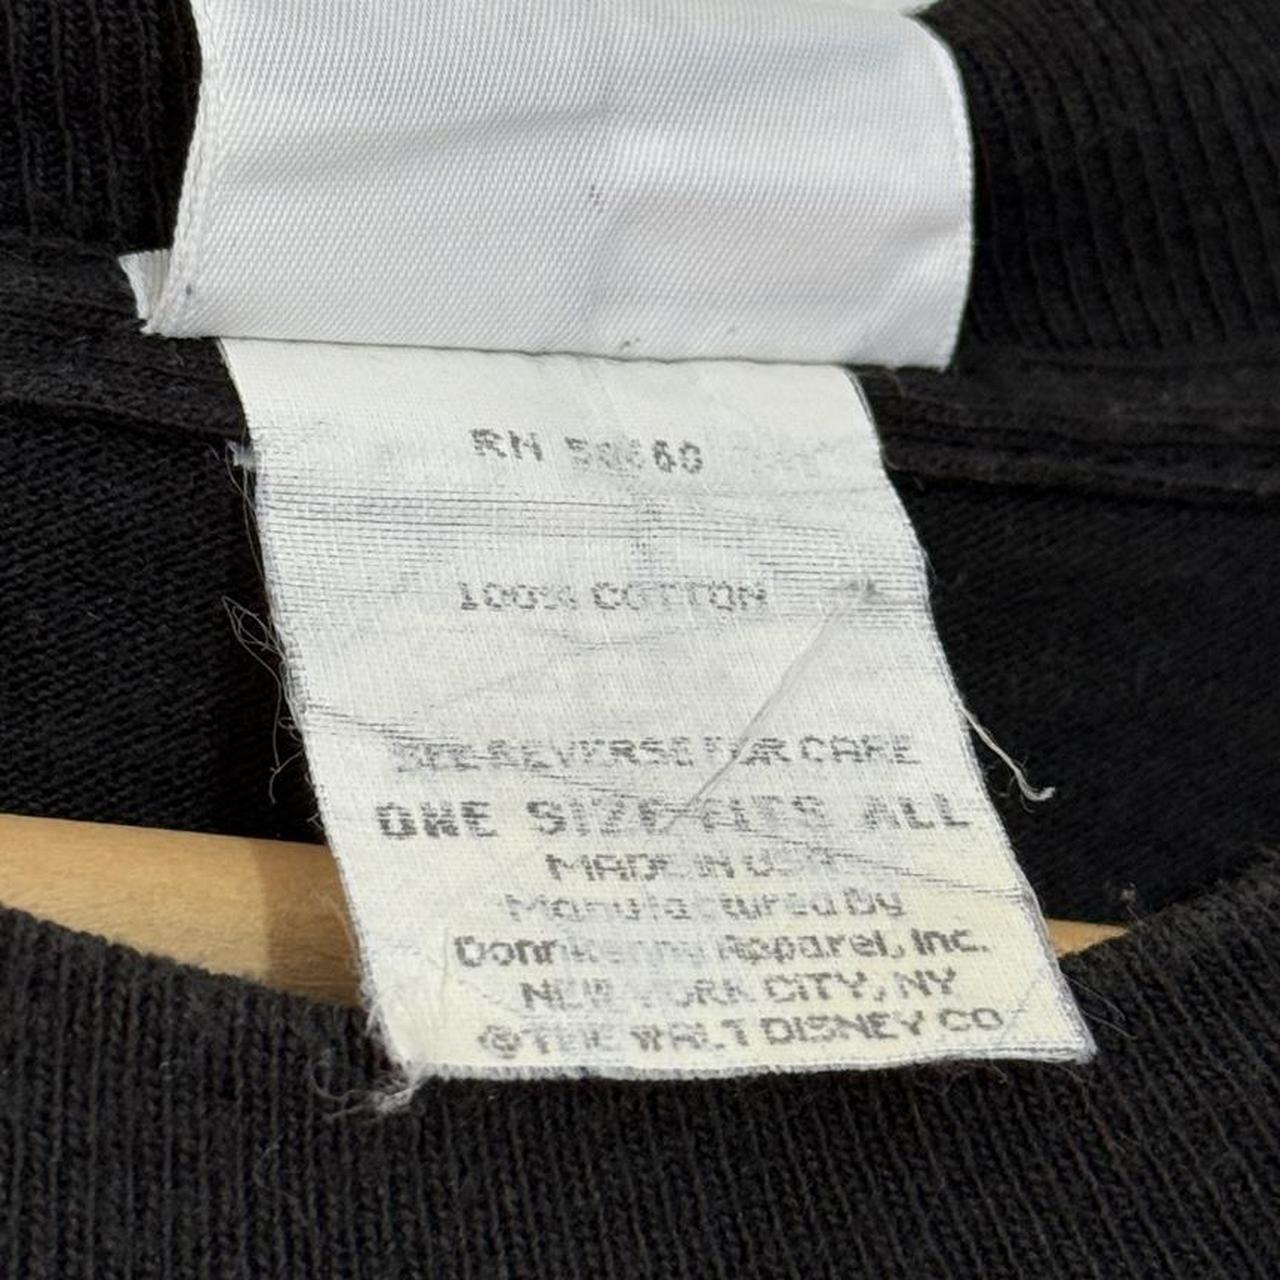 RN
100% COTTON
SEE REVERSE FOR CARE
ONE SIZE FITS ALL
MADE IN USA
Manufactured By
Donnkenny Apparel, Inc.
NEW YORK CITY, NY
©THE WALT DISNEY CO